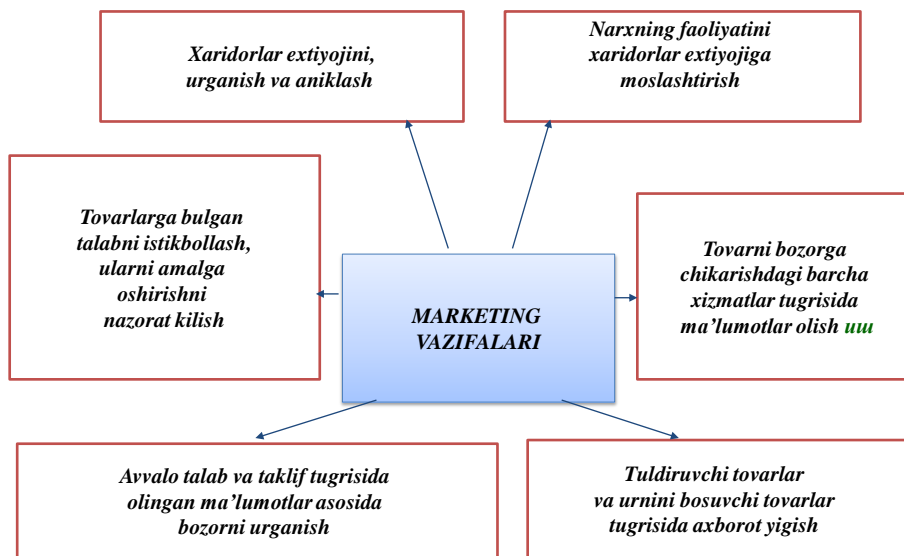 Xaridorlar extiyojini,
urganish va aniklash
Narxning faoliyatini
xaridorlar extiyojiga
moslashtirish
Tovarlarga bulgan
talabni istikbollash,
ularni amalga
oshirishni
nazorat kilish
MARKETING
VAZIFALARI
Tovarni bozorga
chikarishdagi barcha
xizmatlar tugrisida
ma’lumotlar olish иш
Avvalo talab va taklif tugrisida
olingan ma’lumotlar asosida
bozorni urganish
Tuldiruvchi tovarlar
va urnini bosuvchi tovarlar
tugrisida axborot yigish